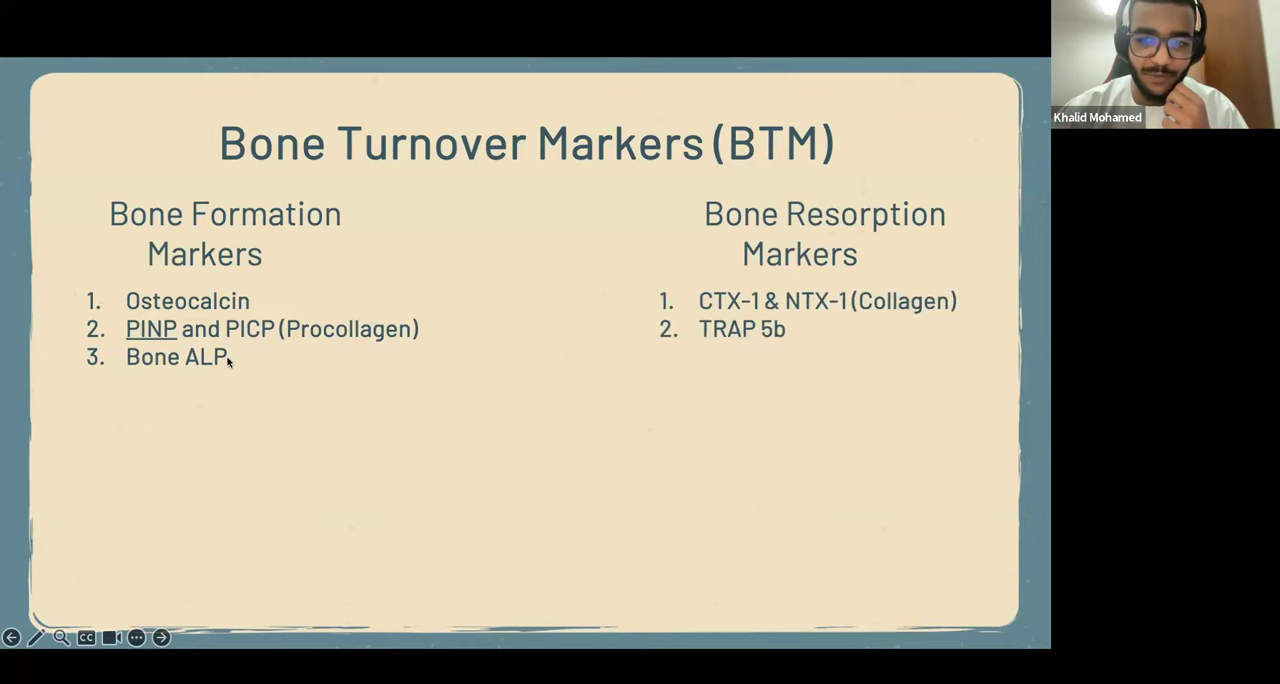 Bone Turnover Markers (BTM)
Bone Formation
Markers
1. Osteocalcin
2. PINP and PICP (Procollagen)
3. Bone ALP
Bone Resorption
Markers
1. CTX-1 & NTX-1 (Collagen)
2. TRAP 5b
Khalid Mohamed
CC